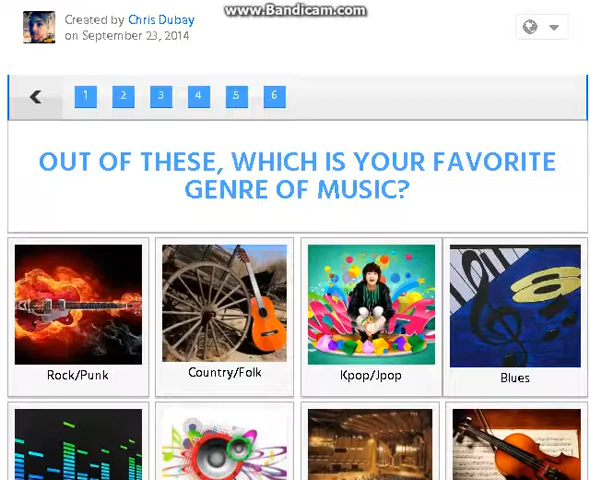 www.Bandicam.com
Created by Chris Dubay
on September 23, 2014
1 2 3 4 5 6
OUT OF THESE, WHICH IS YOUR FAVORITE
GENRE OF MUSIC?
Rock/Punk Country/Folk Kpop/Jpop Blues